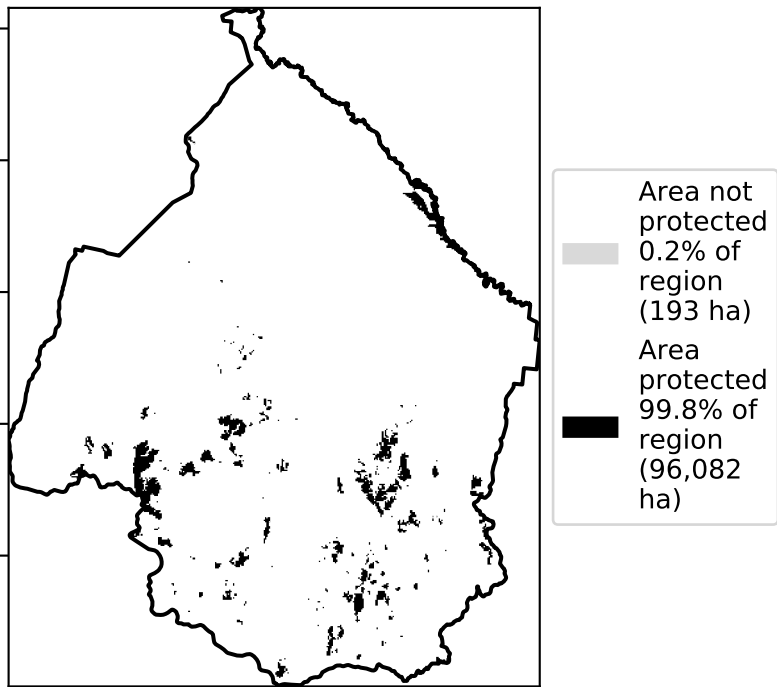 Area not
protected
0.2% of
region
(193 ha)
Area
protected
99.8% of
region
(96,082
ha)